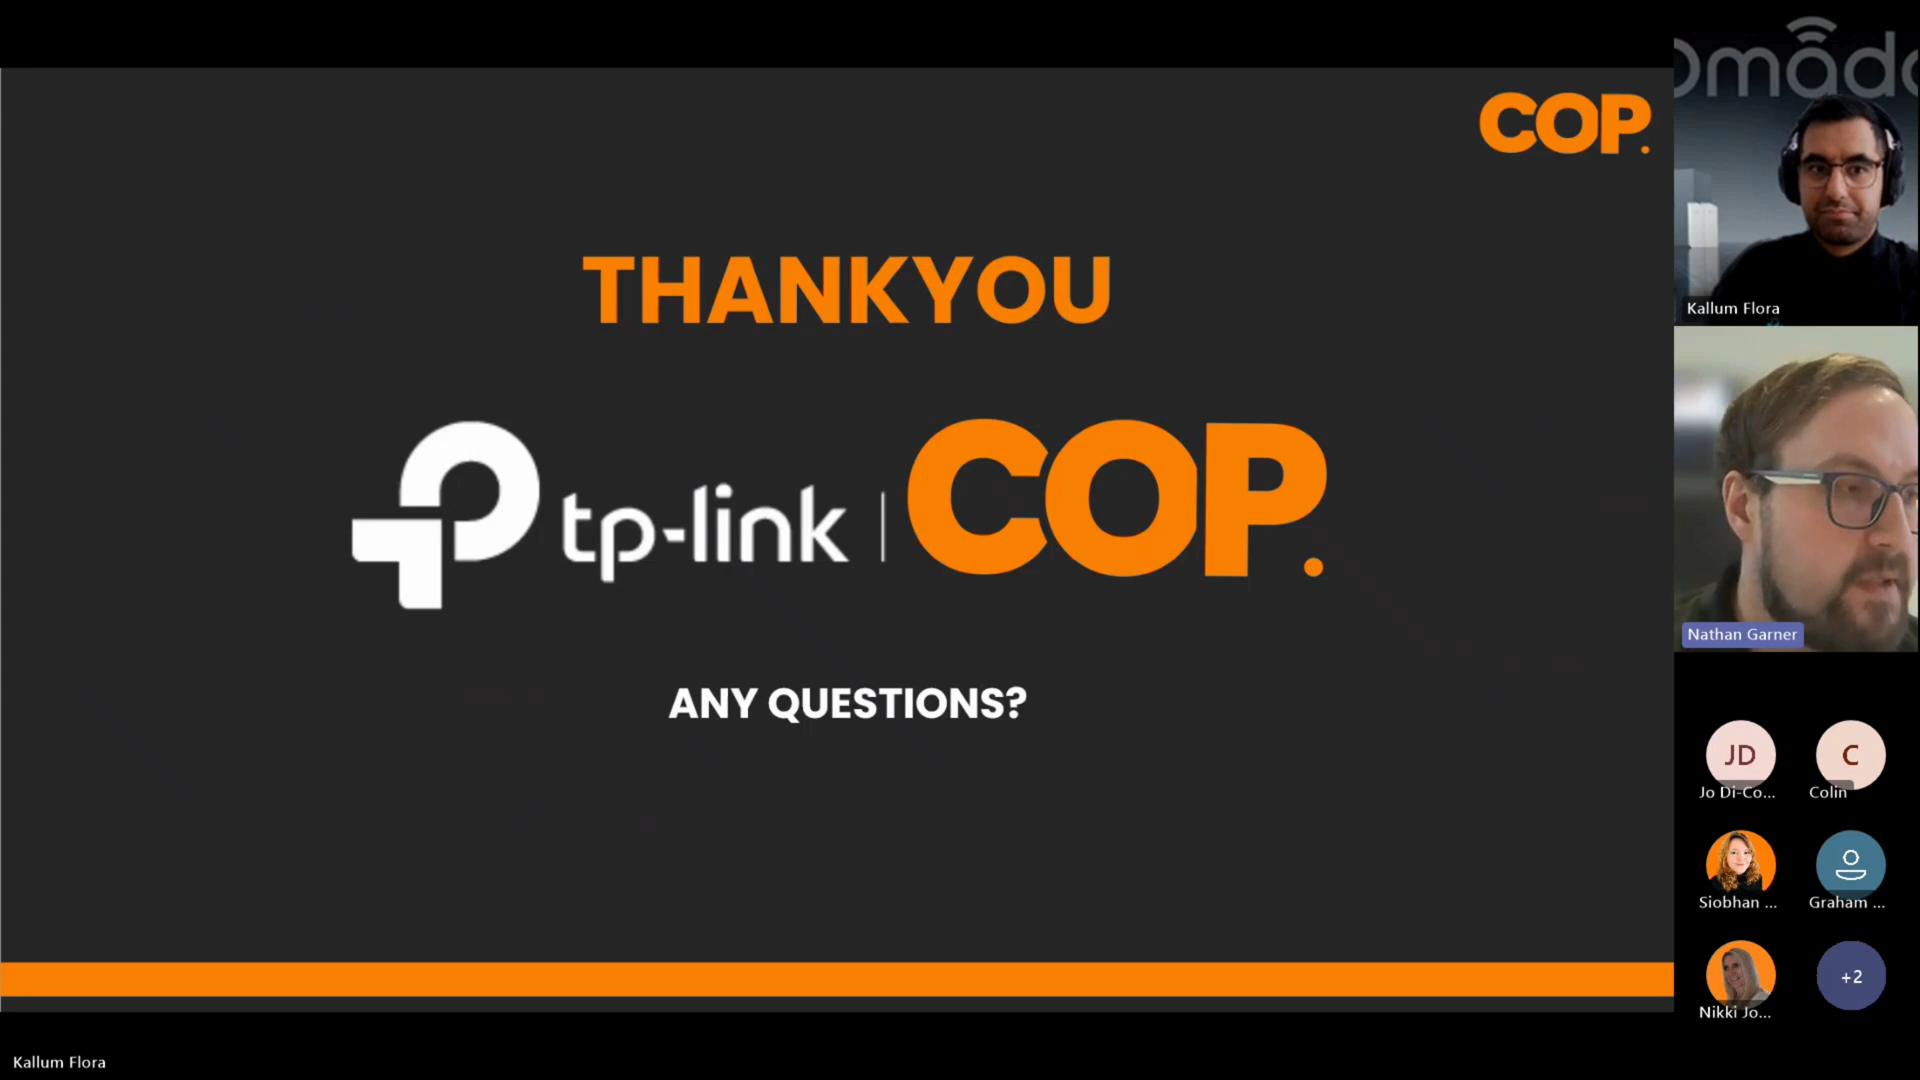 COP.
THANKYOU
tp-link | COP.
ANY QUESTIONS?
omada
Kallum Flora
Nathan Garner
JD
Jo Di-Co...
C
Colin
Siobhan ...
Graham ...
Nikki Jo...
+2
Kallum Flora